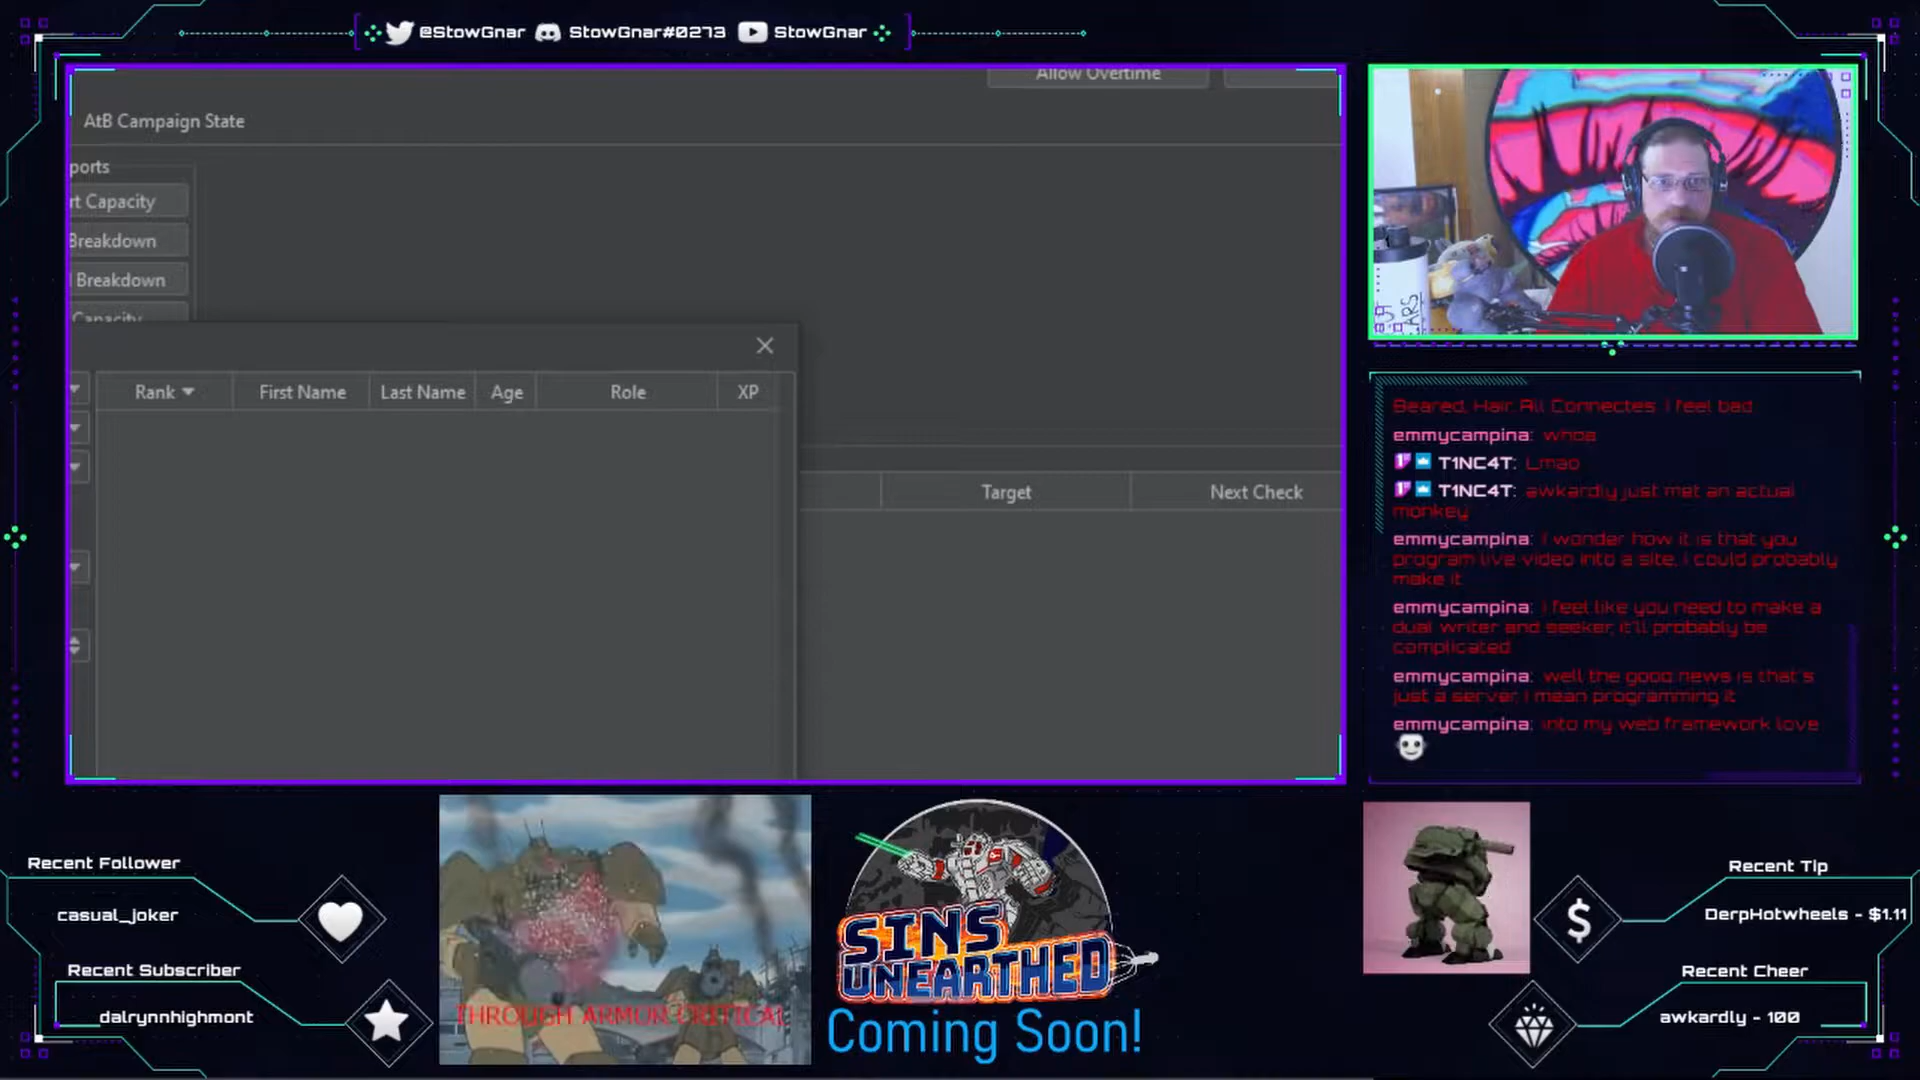 @StowGnar StowGnar#0273 StowGnar
Allow Overtime
AtB Campaign State
ports
rt Capacity
Breakdown
l Breakdown
Capacity
Rank First Name Last Name Age Role XP
Target Next Check
Beared, Hair. All Connectes. I feel bad
emmycampina: whoa
T1NC4T: Lmao
T1NC4T: awkardly just met an actual
monkey
emmycampina: I wonder how it is that you
program live video into a site. I could probably
make it
emmycampina: i feel like you need to make a
dual writer and seeker, it'll probably be
complicated
emmycampina: well the good news is that's
just a server, I mean programming it
emmycampina: into my web framework love
Recent Follower
casual_joker
Recent Subscriber
dalrynnhighmont
THROUGH ARMOR CRITICAL
SINS
UNEARTHED
Coming Soon!
Recent Tip
DerpHotwheels - $1.11
Recent Cheer
awkardly - 100